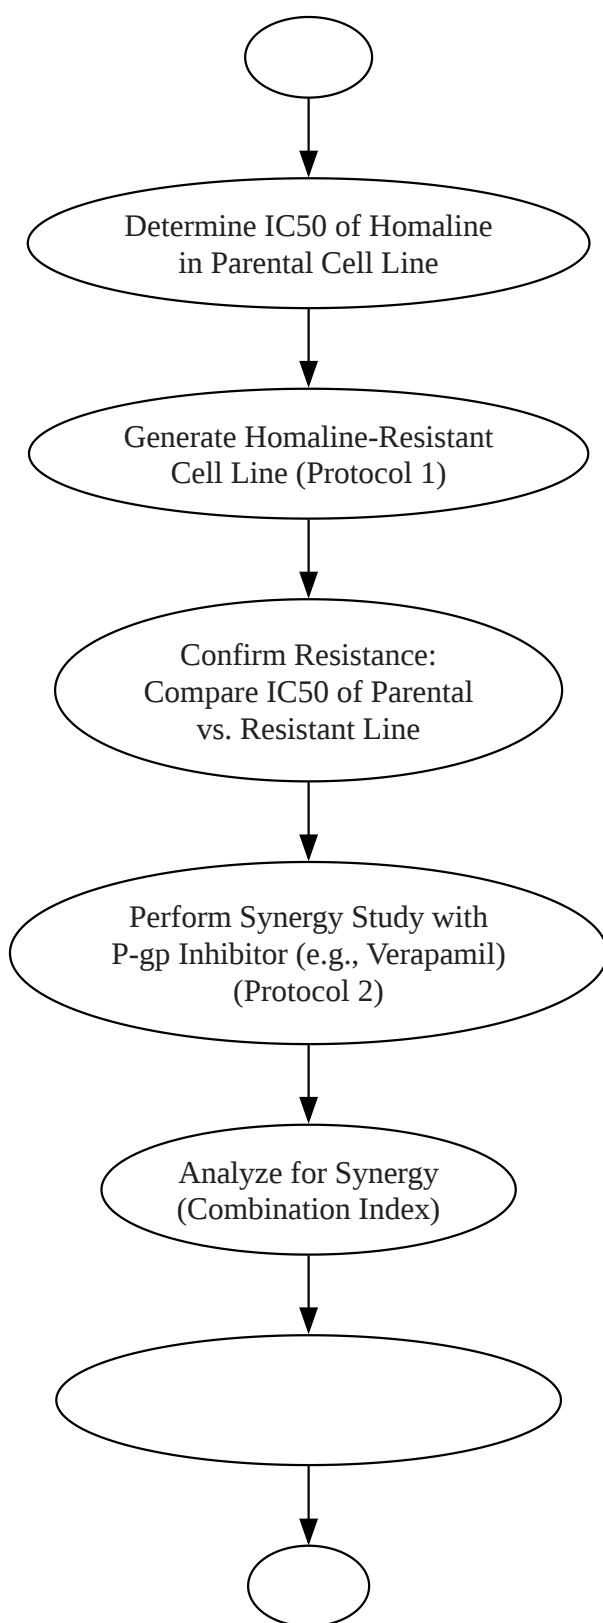 Determine IC50 of Homaline
in Parental Cell Line
Generate Homaline-Resistant
Cell Line (Protocol 1)
Confirm Resistance:
Compare IC50 of Parental
vs. Resistant Line
Perform Synergy Study with
P-gp Inhibitor (e.g., Verapamil)
(Protocol 2)
Analyze for Synergy
(Combination Index)